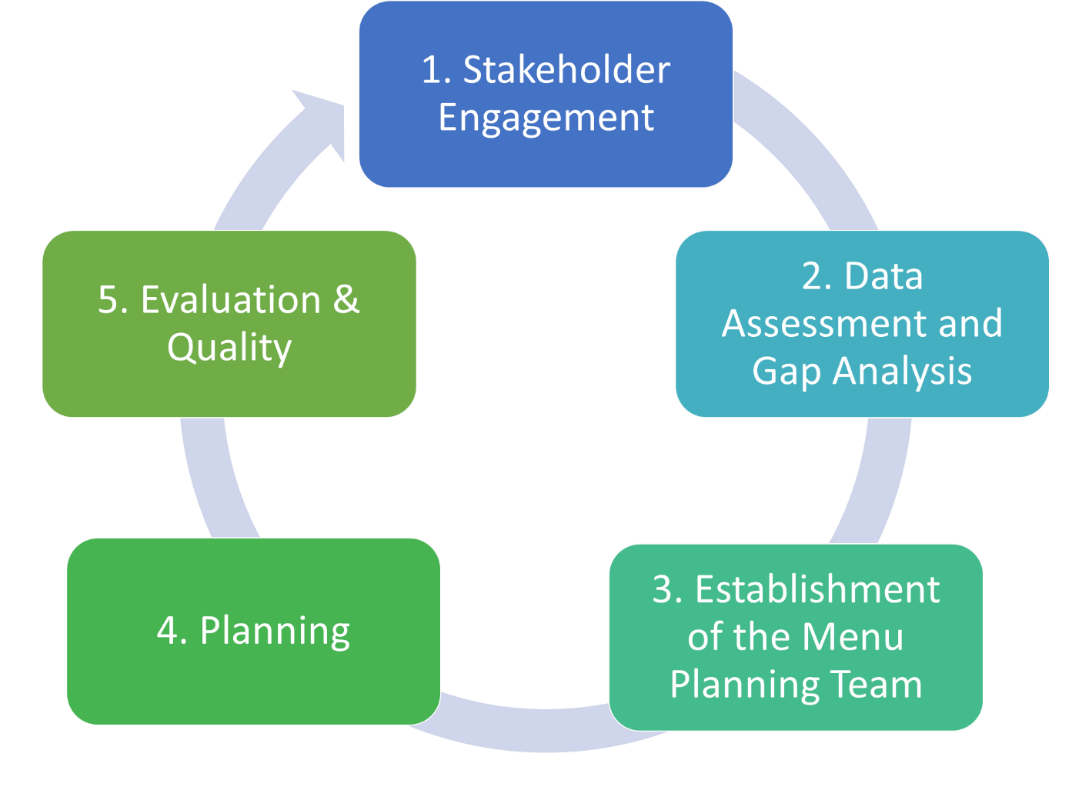 1. Stakeholder
Engagement
2. Data
Assessment and
Gap Analysis
3. Establishment
of the Menu
Planning Team
4. Planning
5. Evaluation &
Quality